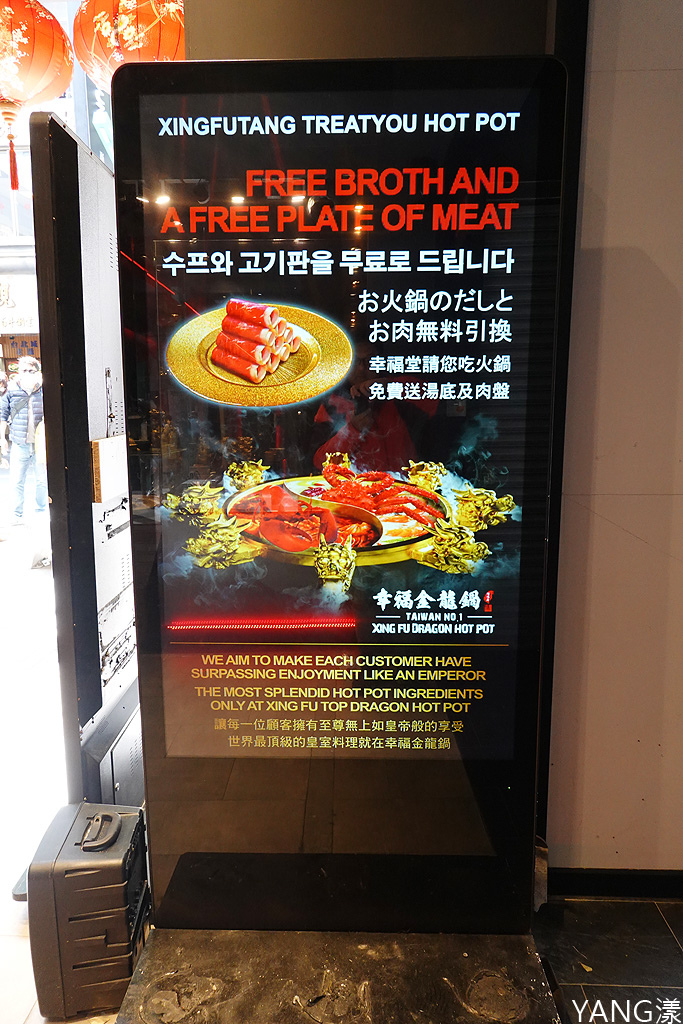 XINGFUTANG TREATYOU HOT POT
FREE BROTH AND
A FREE PLATE OF MEAT
수프와 고기판을 무료로 드립니다
お火鍋のだしと
お肉無料引換
幸福堂請您吃火鍋
免費送湯底及肉盤
幸福金龍鍋
TAIWAN NO.1
XING FU DRAGON HOT POT
WE AIM TO MAKE EACH CUSTOMER HAVE
SURPASSING ENJOYMENT LIKE AN EMPEROR
THE MOST SPLENDID HOT POT INGREDIENTS
ONLY AT XING FU TOP DRAGON HOT POT
讓每一位顧客擁有至尊無上如皇帝般的享受
世界最頂級的皇室料理就在幸福金龍鍋
YANG漾